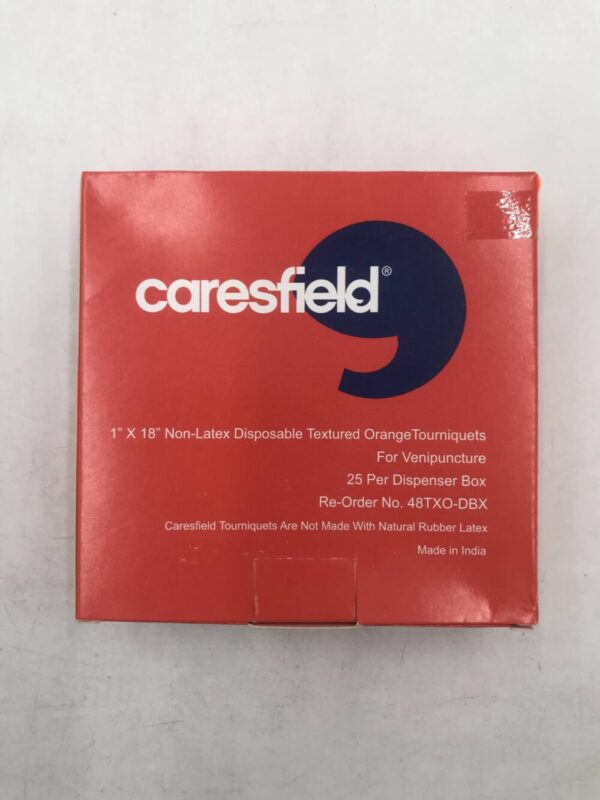 caresfield®
1" X 18" Non-Latex Disposable Textured OrangeTourniquets
For Venipuncture
25 Per Dispenser Box
Re-Order No. 48TXO-DBX
Caresfield Tourniquets Are Not Made With Natural Rubber Latex
Made in India